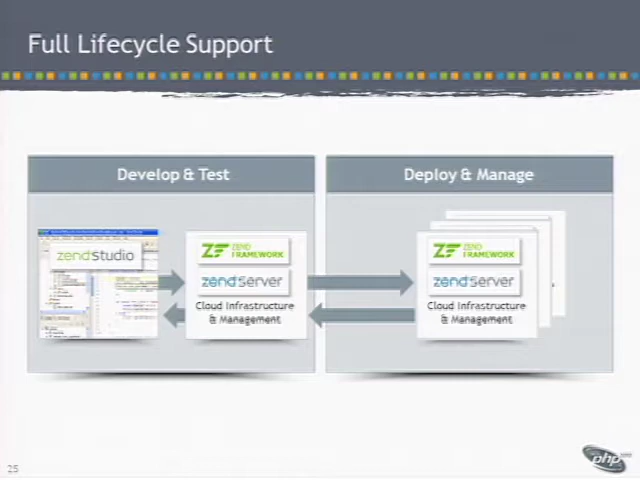 Full Lifecycle Support
Develop & Test
Deploy & Manage
zendstudio
ZEND
FRAMEWORK
zendServer
Cloud Infrastructure
& Management
ZEND
FRAMEWORK
zendServer
Cloud Infrastructure
& Management
php
25